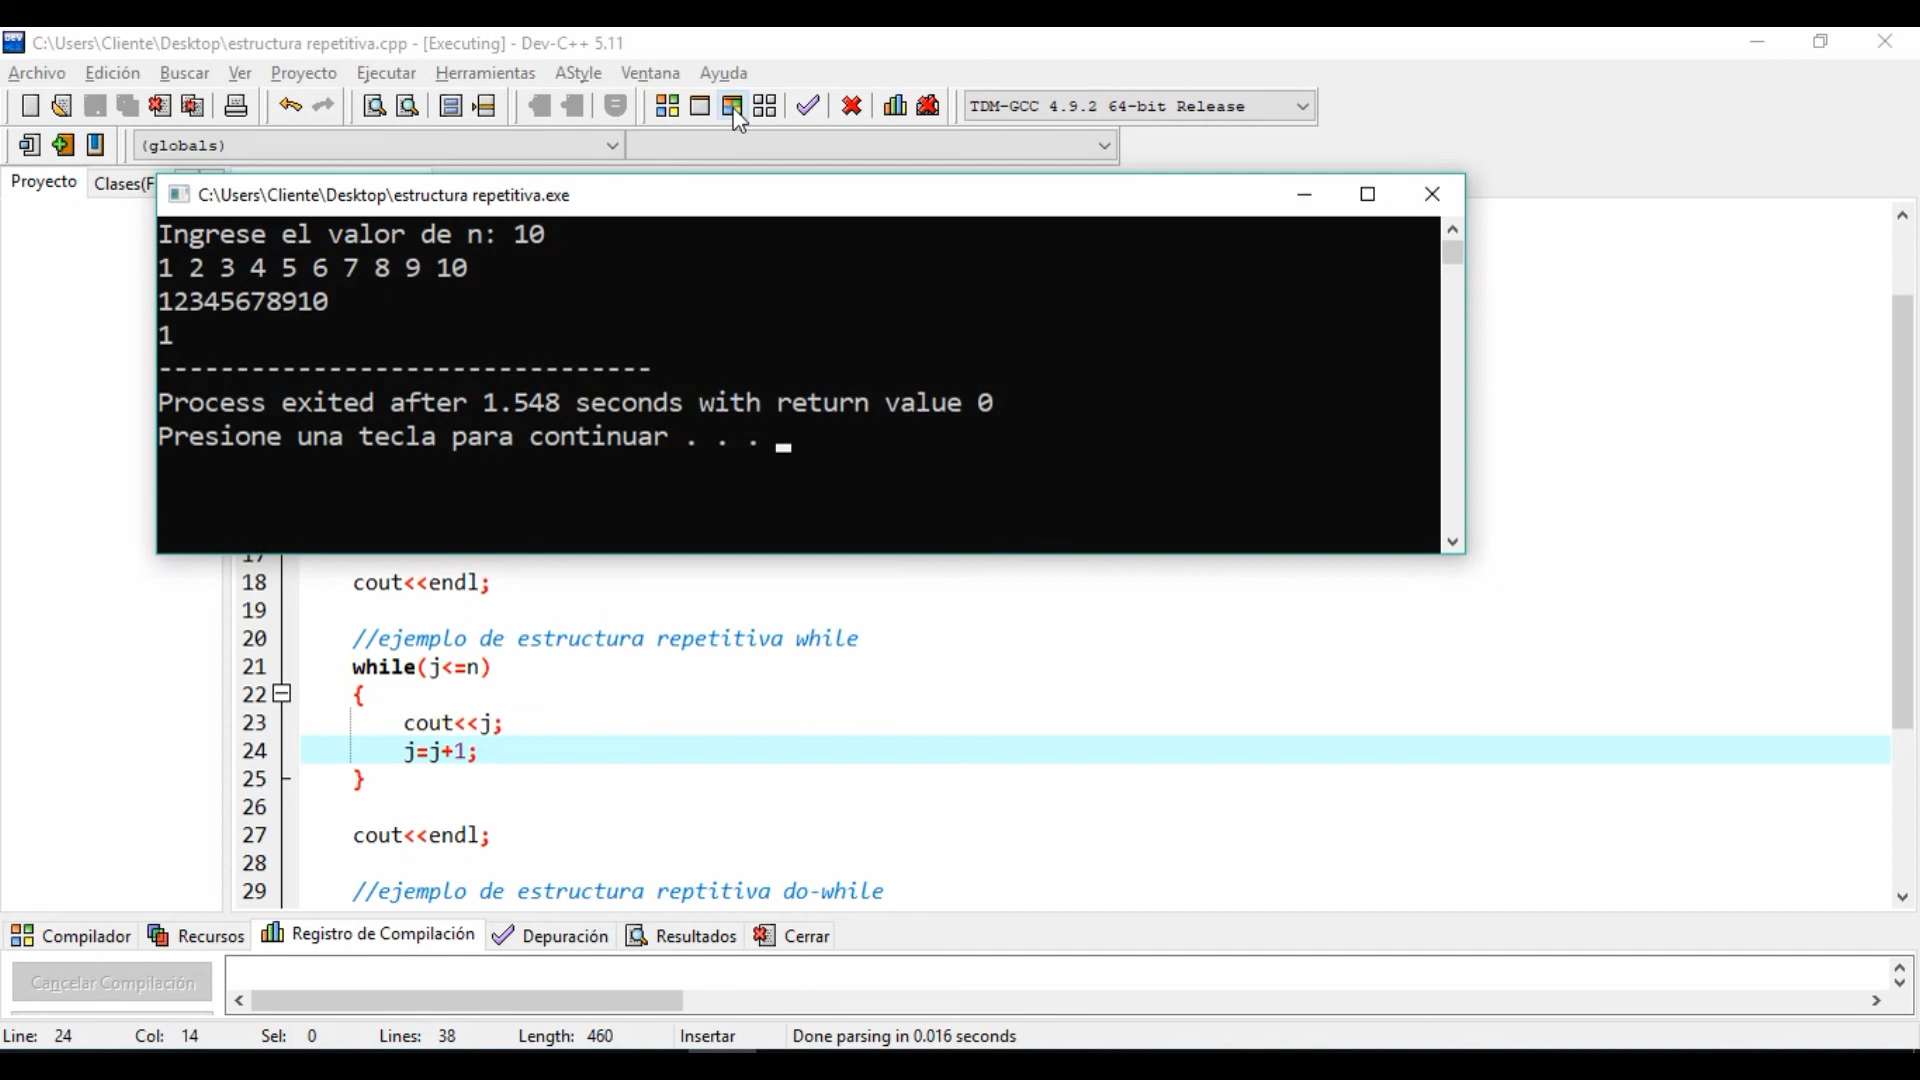 C:\Users\Cliente\Desktop\estructura repetitiva.cpp - [Executing] - Dev-C++ 5.11
Archivo Edición Buscar Ver Proyecto Ejecutar Herramientas AStyle Ventana Ayuda
TDM-GCC 4.9.2 64-bit Release
(globals)
Proyecto Clases(F
C:\Users\Cliente\Desktop\estructura repetitiva.exe
Ingrese el valor de n: 10
1 2 3 4 5 6 7 8 9 10
12345678910
1
--------------------------------
Process exited after 1.548 seconds with return value 0
Presione una tecla para continuar . . .
17
18 cout<<endl;
19
20 //ejemplo de estructura repetitiva while
21 while(j<=n)
22 {
23 cout<<j;
24 j=j+1;
25 }
26
27 cout<<endl;
28
29 //ejemplo de estructura reptitiva do-while
Compilador Recursos Registro de Compilación Depuración Resultados Cerrar
Cancelar Compilación
Line: 24 Col: 14 Sel: 0 Lines: 38 Length: 460 Insertar Done parsing in 0.016 seconds